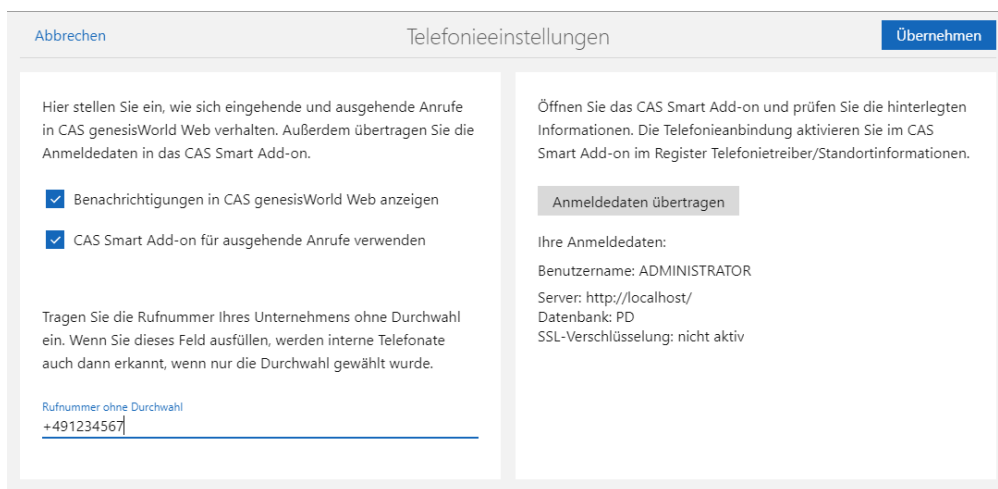 Abbrechen
Telefonieeinstellungen
Übernehmen
Hier stellen Sie ein, wie sich eingehende und ausgehende Anrufe
in CAS genesisWorld Web verhalten. Außerdem übertragen Sie die
Anmeldedaten in das CAS Smart Add-on.
Benachrichtigungen in CAS genesisWorld Web anzeigen
CAS Smart Add-on für ausgehende Anrufe verwenden
Tragen Sie die Rufnummer Ihres Unternehmens ohne Durchwahl
ein. Wenn Sie dieses Feld ausfüllen, werden interne Telefonate
auch dann erkannt, wenn nur die Durchwahl gewählt wurde.
Rufnummer ohne Durchwahl
+491234567
Öffnen Sie das CAS Smart Add-on und prüfen Sie die hinterlegten
Informationen. Die Telefonieanbindung aktivieren Sie im CAS
Smart Add-on im Register Telefonietreiber/Standortinformationen.
Anmeldedaten übertragen
Ihre Anmeldedaten:
Benutzername: ADMINISTRATOR
Server: http://localhost/
Datenbank: PD
SSL-Verschlüsselung: nicht aktiv